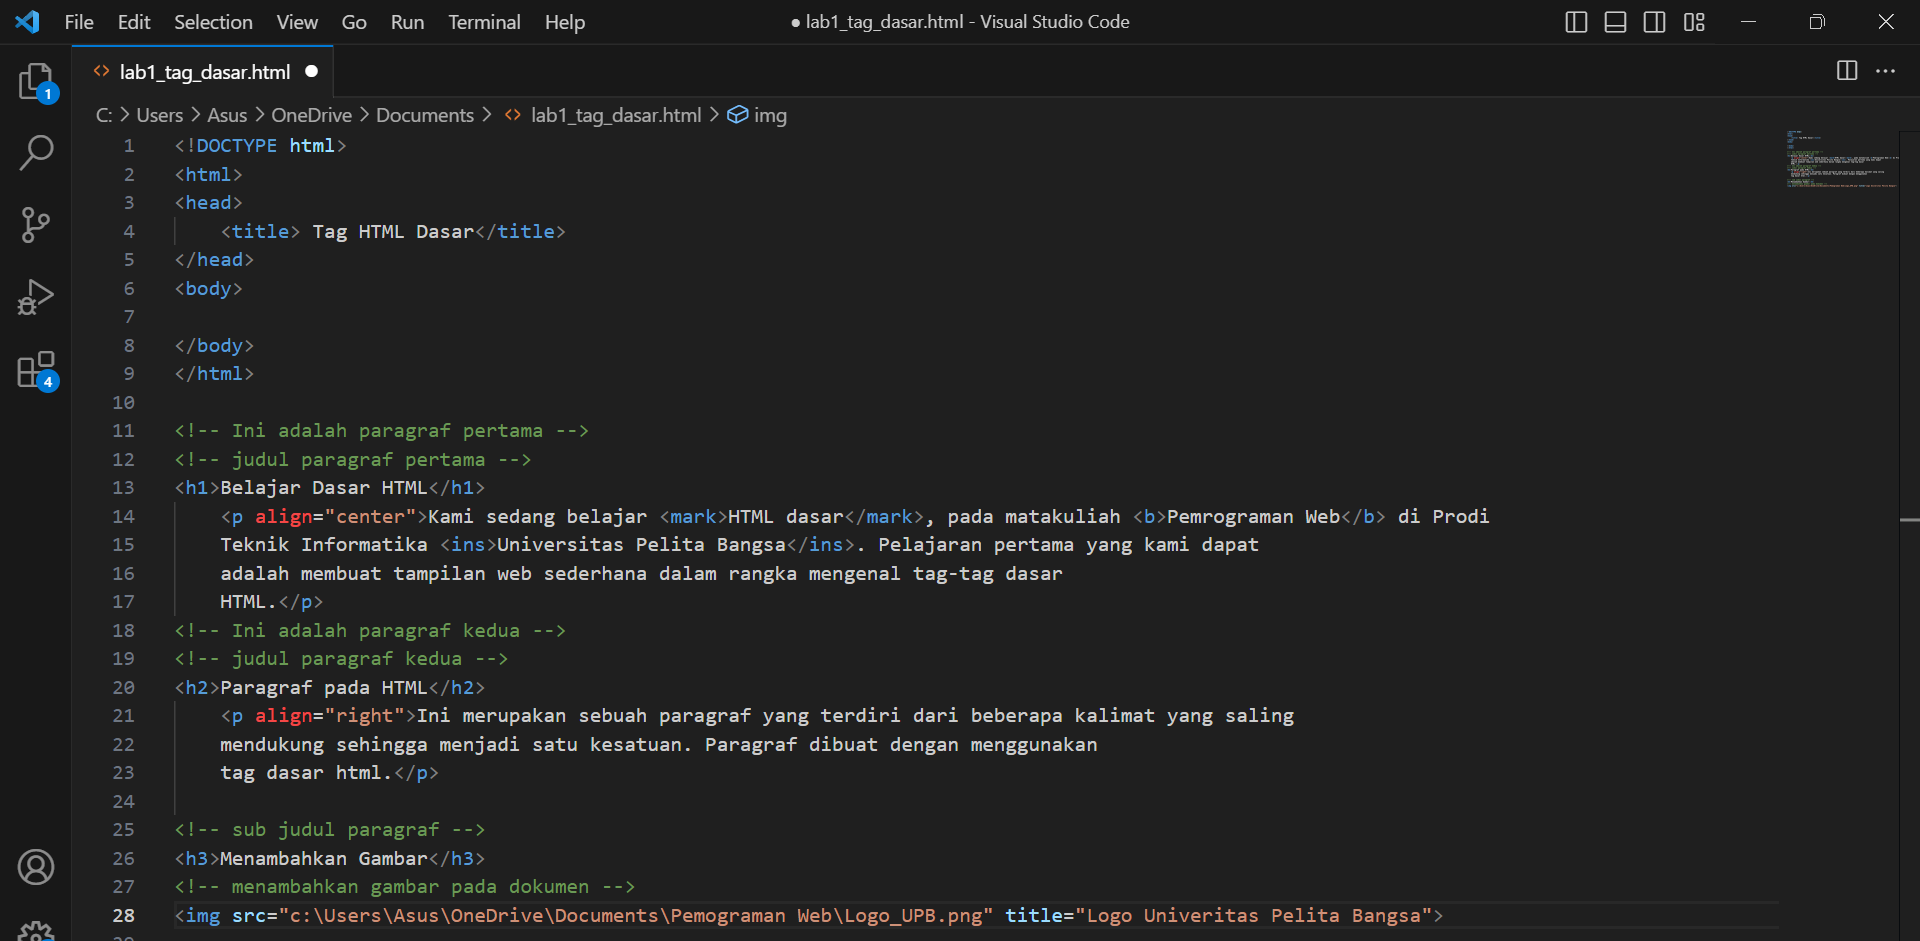 File Edit Selection View Go Run Terminal Help ● lab1_tag_dasar.html - Visual Studio Code
lab1_tag_dasar.html
1
C: > Users > Asus > OneDrive > Documents > lab1_tag_dasar.html > img
1 <!DOCTYPE html>
2 <html>
3 <head>
4     <title> Tag HTML Dasar</title>
5 </head>
6 <body>
7
8 </body>
9 </html>
4
10
11 <!-- Ini adalah paragraf pertama -->
12 <!-- judul paragraf pertama -->
13 <h1>Belajar Dasar HTML</h1>
14     <p align="center">Kami sedang belajar <mark>HTML dasar</mark>, pada matakuliah <b>Pemrograman Web</b> di Prodi
15     Teknik Informatika <ins>Universitas Pelita Bangsa</ins>. Pelajaran pertama yang kami dapat
16     adalah membuat tampilan web sederhana dalam rangka mengenal tag-tag dasar
17     HTML.</p>
18 <!-- Ini adalah paragraf kedua -->
19 <!-- judul paragraf kedua -->
20 <h2>Paragraf pada HTML</h2>
21     <p align="right">Ini merupakan sebuah paragraf yang terdiri dari beberapa kalimat yang saling
22     mendukung sehingga menjadi satu kesatuan. Paragraf dibuat dengan menggunakan
23     tag dasar html.</p>
24
25 <!-- sub judul paragraf -->
26 <h3>Menambahkan Gambar</h3>
27 <!-- menambahkan gambar pada dokumen -->
28 <img src="c:\Users\Asus\OneDrive\Documents\Pemograman Web\Logo_UPB.png" title="Logo Univeritas Pelita Bangsa">